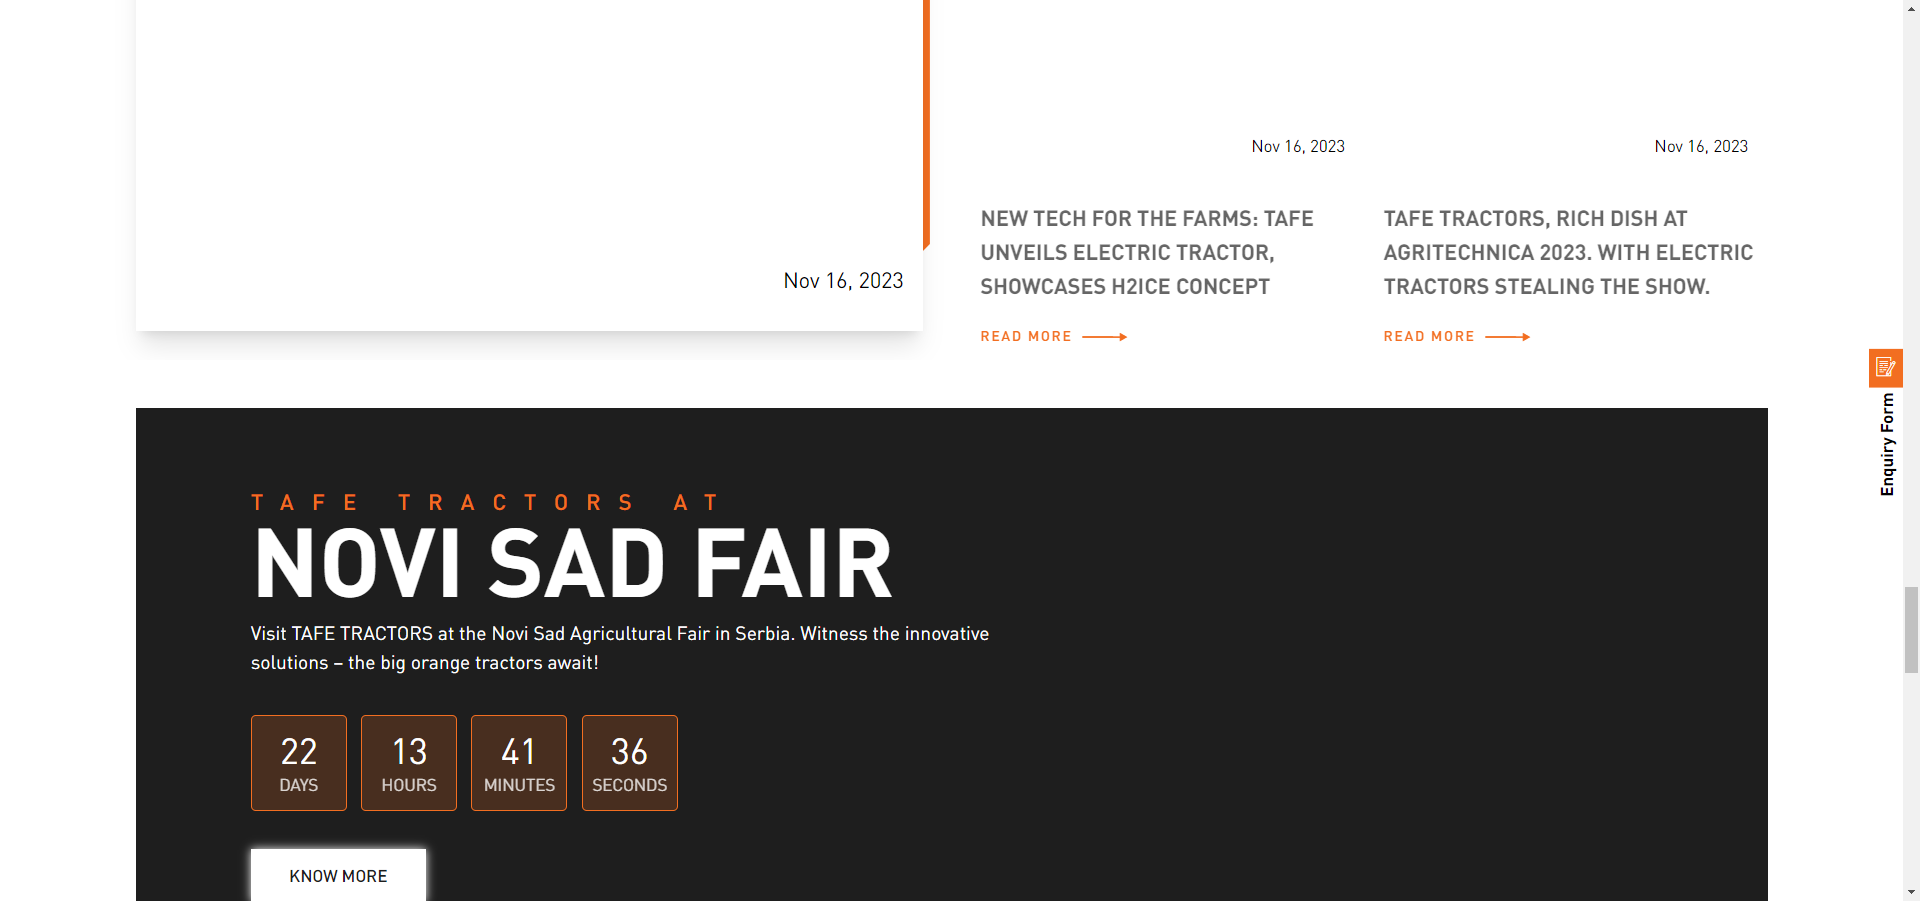 Nov 16, 2023
Nov 16, 2023
NEW TECH FOR THE FARMS: TAFE
UNVEILS ELECTRIC TRACTOR,
SHOWCASES H2ICE CONCEPT
READ MORE
Nov 16, 2023
TAFE TRACTORS, RICH DISH AT
AGRITECHNICA 2023. WITH ELECTRIC
TRACTORS STEALING THE SHOW.
READ MORE
Enquiry Form
TAFE TRACTORS AT
NOVI SAD FAIR
Visit TAFE TRACTORS at the Novi Sad Agricultural Fair in Serbia. Witness the innovative
solutions – the big orange tractors await!
22
DAYS
13
HOURS
41
MINUTES
36
SECONDS
KNOW MORE